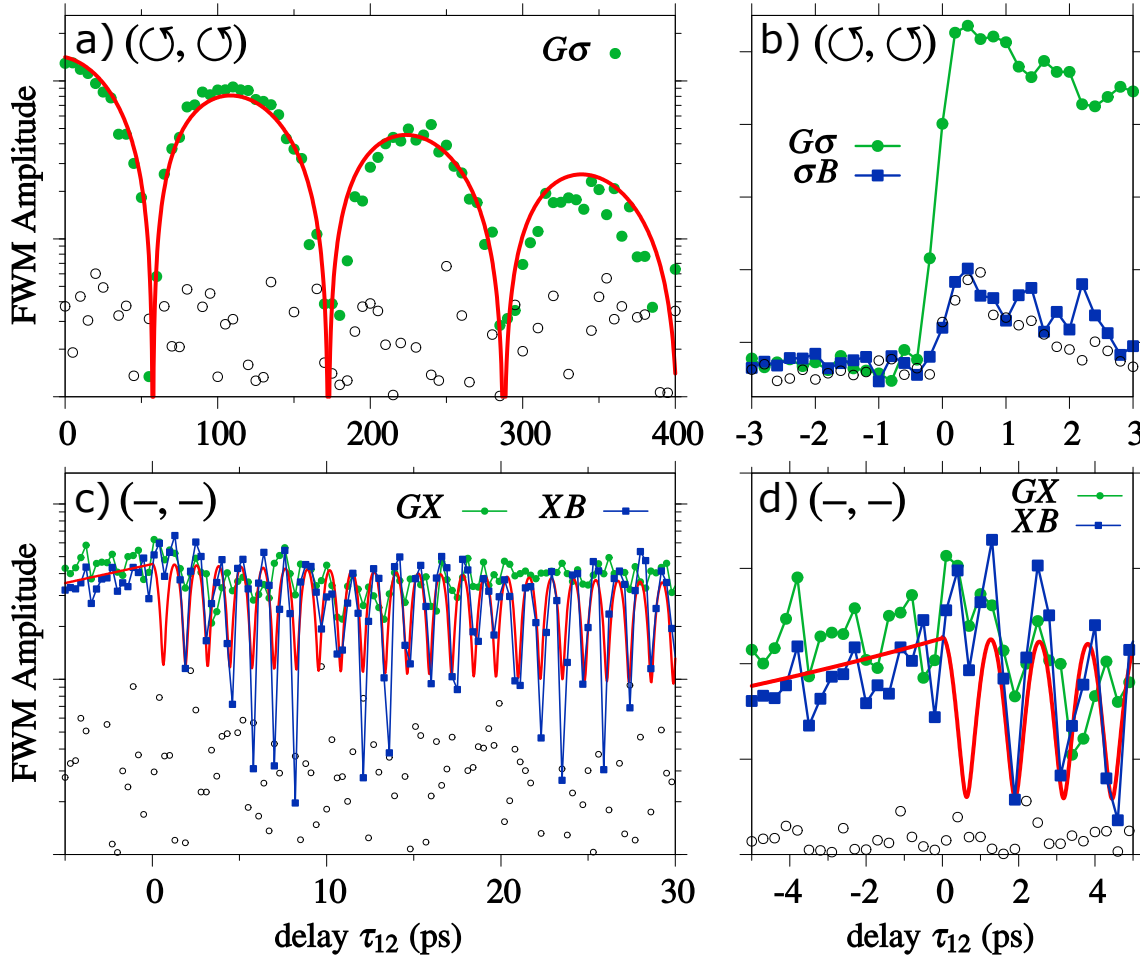 a) (↺, ↺)
Gσ
FWM Amplitude
0 100 200 300 400
b) (↺, ↺)
Gσ
σB
-3 -2 -1 0 1 2 3
c) (–, –)
GX XB
FWM Amplitude
0 10 20 30
delay τ12 (ps)
d) (–, –)
GX
XB
-4 -2 0 2 4
delay τ12 (ps)